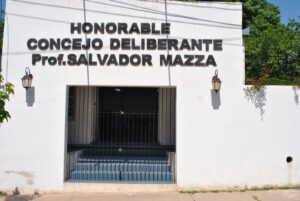 HONORABLE
CONCEJO DELIBERANTE
Prof.SALVADOR MAZZA